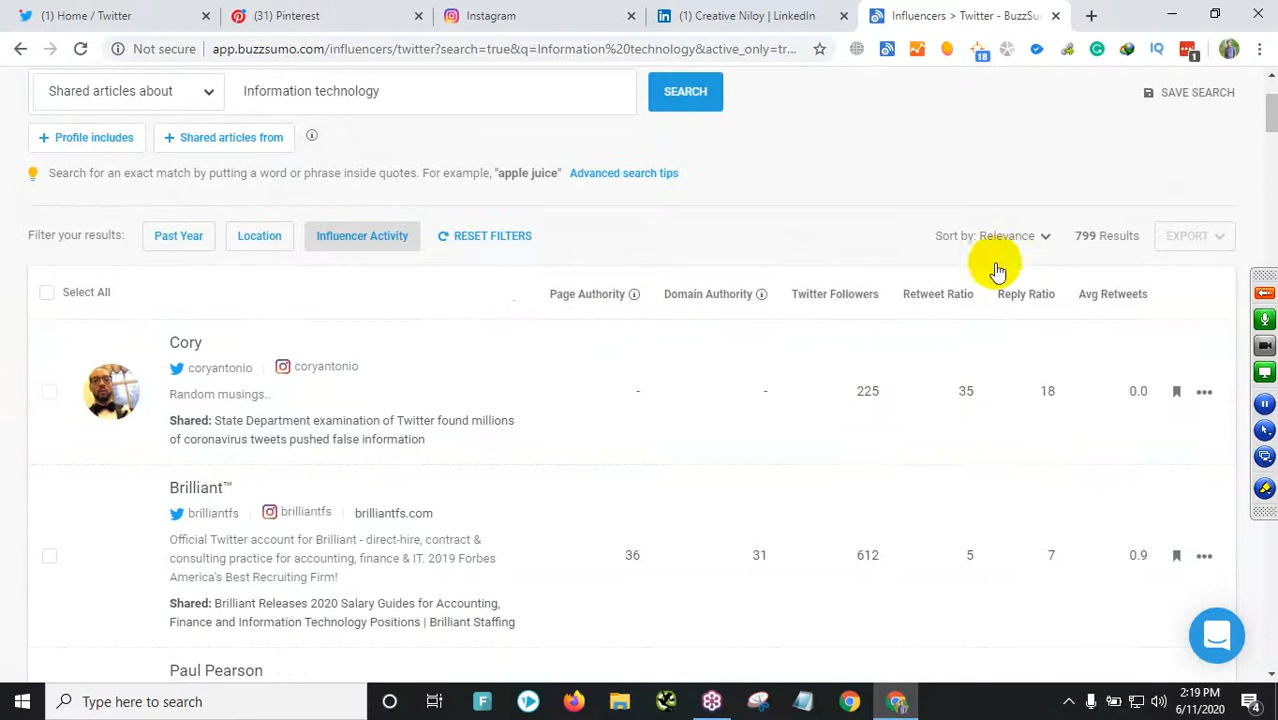 (1) Home / Twitter
(31) Pinterest
Instagram
(1) Creative Niloy | LinkedIn
Influencers > Twitter - BuzzSu
Not secure
app.buzzsumo.com/influencers/twitter?search=true&q=Information%20technology&active_only=tr...
18
1
Shared articles about
Information technology
SEARCH
SAVE SEARCH
+ Profile includes
+ Shared articles from
Search for an exact match by putting a word or phrase inside quotes. For example, "apple juice"
Advanced search tips
Filter your results:
Past Year
Location
Influencer Activity
RESET FILTERS
Sort by: Relevance
799 Results
EXPORT
Select All
Page Authority
Domain Authority
Twitter Followers
Retweet Ratio
Reply Ratio
Avg Retweets
Cory
coryantonio
coryantonio
Random musings..
Shared: State Department examination of Twitter found millions
of coronavirus tweets pushed false information
-
-
225
35
18
0.0
Brilliant™
brilliantfs
brilliantfs
brilliantfs.com
Official Twitter account for Brilliant - direct-hire, contract &
consulting practice for accounting, finance & IT. 2019 Forbes
America's Best Recruiting Firm!
Shared: Brilliant Releases 2020 Salary Guides for Accounting,
Finance and Information Technology Positions | Brilliant Staffing
36
31
612
5
7
0.9
Paul Pearson
Type here to search
2:19 PM
6/11/2020
4